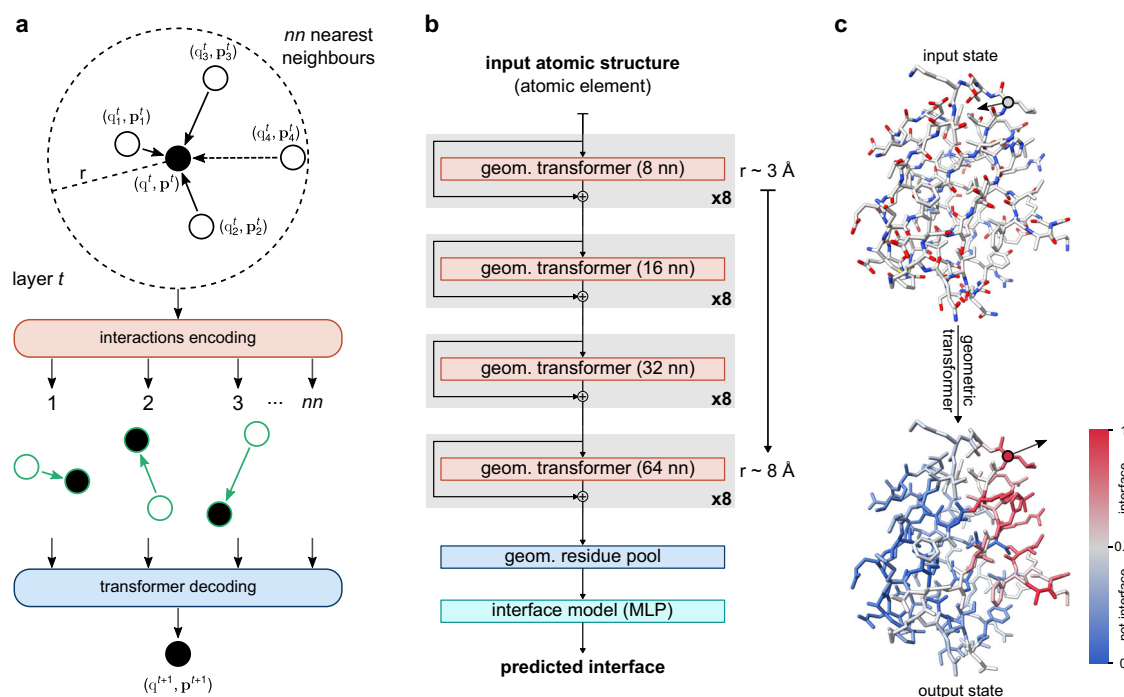 a
nn nearest
neighbours
(q₃ᵗ, p₃ᵗ)
(q₁ᵗ, p₁ᵗ)
(q₄ᵗ, p₄ᵗ)
(qᵗ, pᵗ)
r
(q₂ᵗ, p₂ᵗ)
layer t
interactions encoding
1 2 3 ... nn
transformer decoding
(qᵗ⁺¹, pᵗ⁺¹)
b
input atomic structure
(atomic element)
geom. transformer (8 nn)
x8
r ~ 3 Å
geom. transformer (16 nn)
x8
geom. transformer (32 nn)
x8
geom. transformer (64 nn)
x8
r ~ 8 Å
geom. residue pool
interface model (MLP)
predicted interface
c
input state
geometric
transformer
output state
interface
not interface